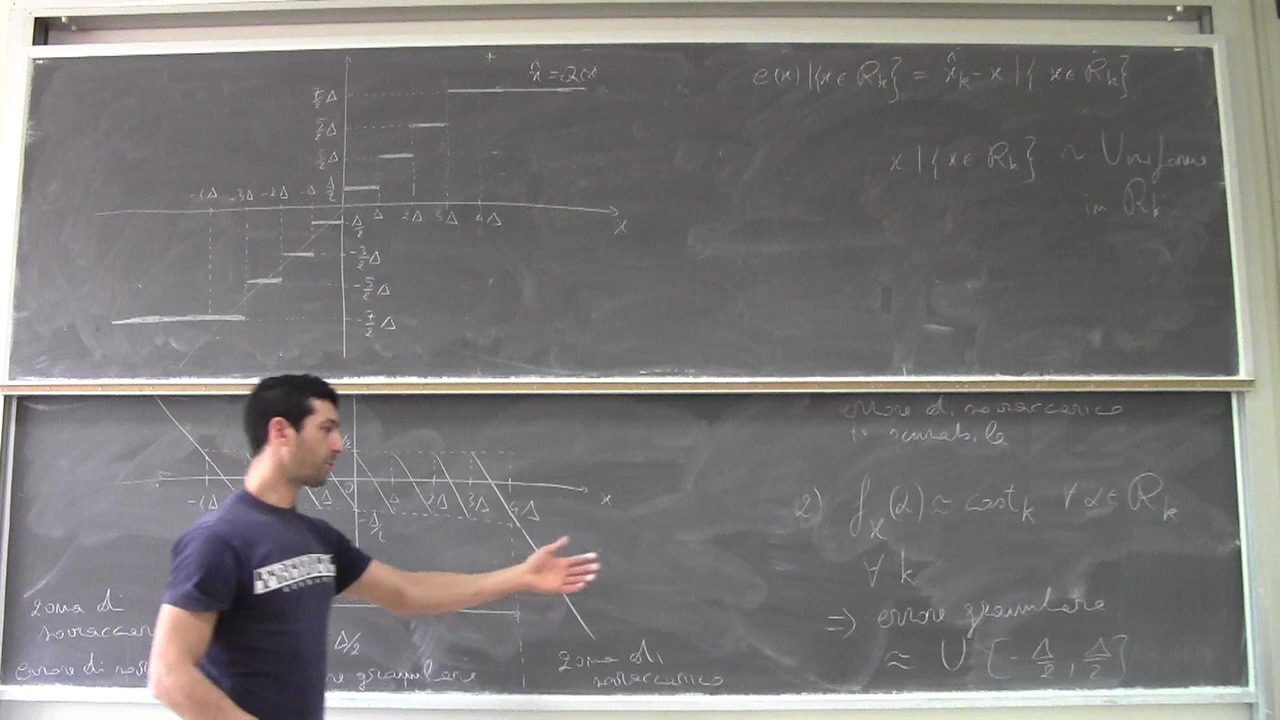 x̂ = Q(x)
7/2 Δ
5/2 Δ
3/2 Δ
Δ/2
-4Δ -3Δ -2Δ -Δ
Δ 2Δ 3Δ 4Δ
x
-Δ/2
-3/2 Δ
-5/2 Δ
-7/2 Δ
e(x) | {x ∈ R_k} = x̂_k - x | {x ∈ R_k}
x | {x ∈ R_k} ~ Uniforme
in R_k
errore di sovraccarico
trascurabile
-4Δ Δ 2Δ 3Δ 4Δ x
-Δ/2
2) f_x(α) ≈ cost_k ∀ α ∈ R_k
∀ k
⇒ errore granulare
≈ U [-Δ/2, Δ/2]
zona di
sovraccar
Δ/2
errore di
granulare
zona di
sovraccarico